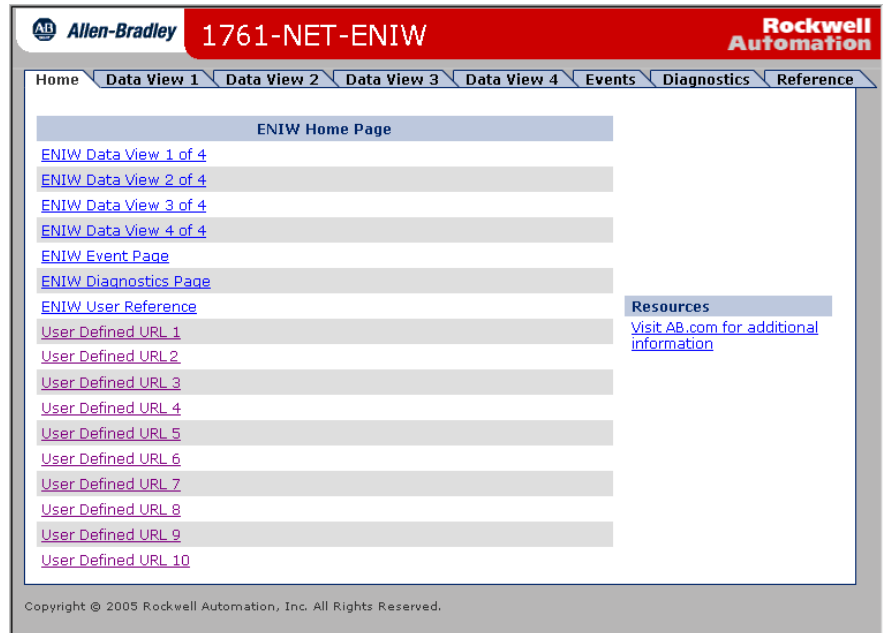 AB Allen-Bradley 1761-NET-ENIW Rockwell Automation
Home Data View 1 Data View 2 Data View 3 Data View 4 Events Diagnostics Reference
ENIW Home Page
ENIW Data View 1 of 4
ENIW Data View 2 of 4
ENIW Data View 3 of 4
ENIW Data View 4 of 4
ENIW Event Page
ENIW Diagnostics Page
ENIW User Reference
User Defined URL 1
User Defined URL2
User Defined URL 3
User Defined URL 4
User Defined URL 5
User Defined URL 6
User Defined URL 7
User Defined URL 8
User Defined URL 9
User Defined URL 10
Resources
Visit AB.com for additional
information
Copyright © 2005 Rockwell Automation, Inc. All Rights Reserved.